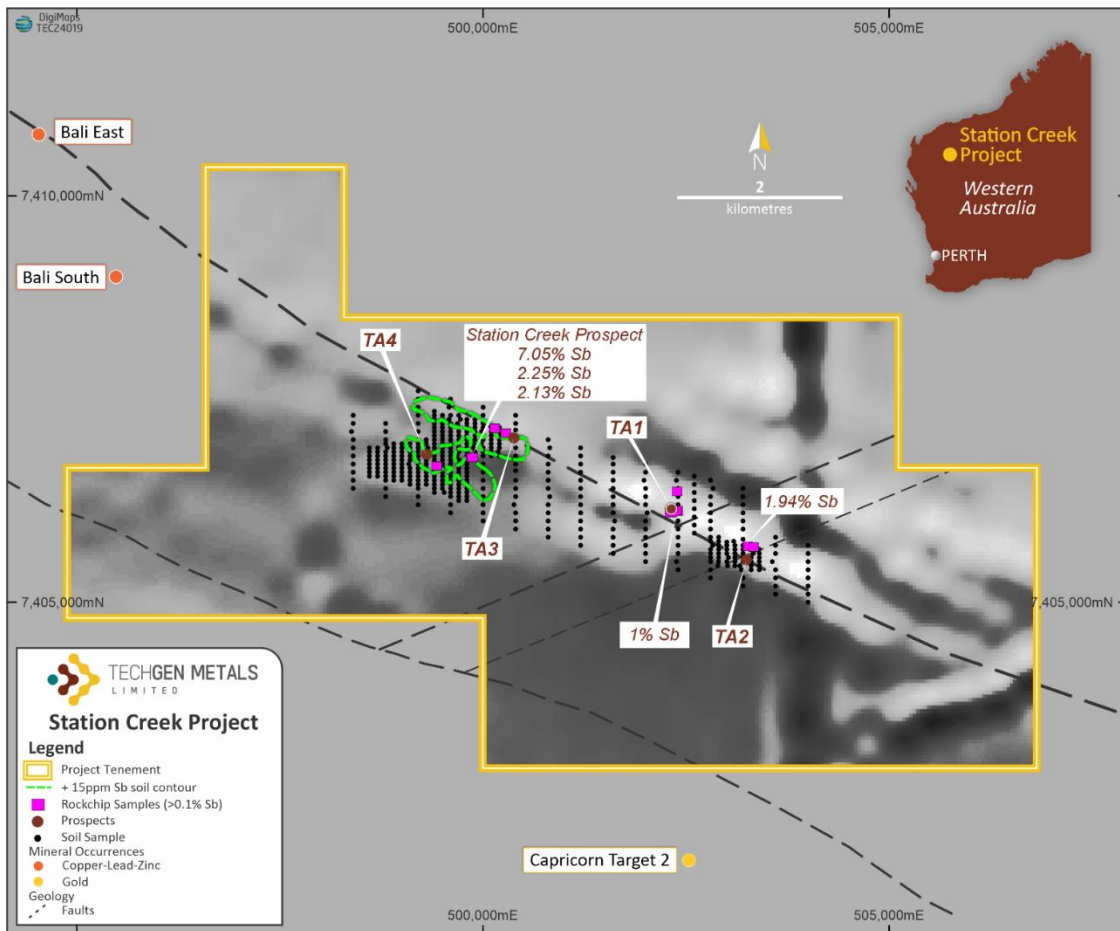 DigiMaps
TEC24019
500,000mE
505,000mE
Bali East
N
2
kilometres
Station Creek
Project
Western
Australia
PERTH
7,410,000mN
Bali South
TA4
Station Creek Prospect
7.05% Sb
2.25% Sb
2.13% Sb
TA1
1.94% Sb
TA3
1% Sb
TA2
7,405,000mN
7,405,000mN
TECHGEN METALS
LIMITED
Station Creek Project
Legend
Project Tenement
+ 15ppm Sb soil contour
Rockchip Samples (>0.1% Sb)
Prospects
Soil Sample
Mineral Occurrences
Copper-Lead-Zinc
Gold
Geology
Faults
Capricorn Target 2
500,000mE
505,000mE